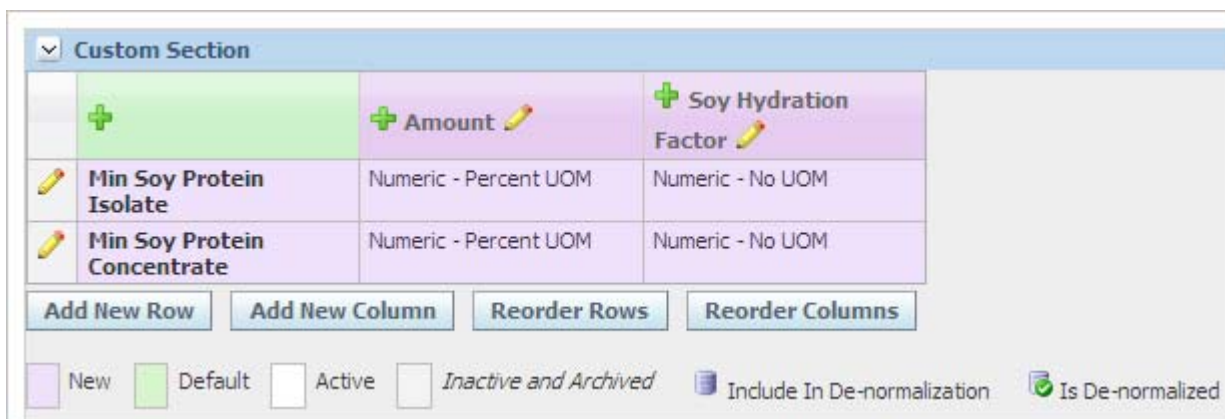 Custom Section
Amount
Soy Hydration
Factor
Min Soy Protein
Isolate
Numeric - Percent UOM
Numeric - No UOM
Min Soy Protein
Concentrate
Numeric - Percent UOM
Numeric - No UOM
Add New Row
Add New Column
Reorder Rows
Reorder Columns
New
Default
Active
Inactive and Archived
Include In De-normalization
Is De-normalized